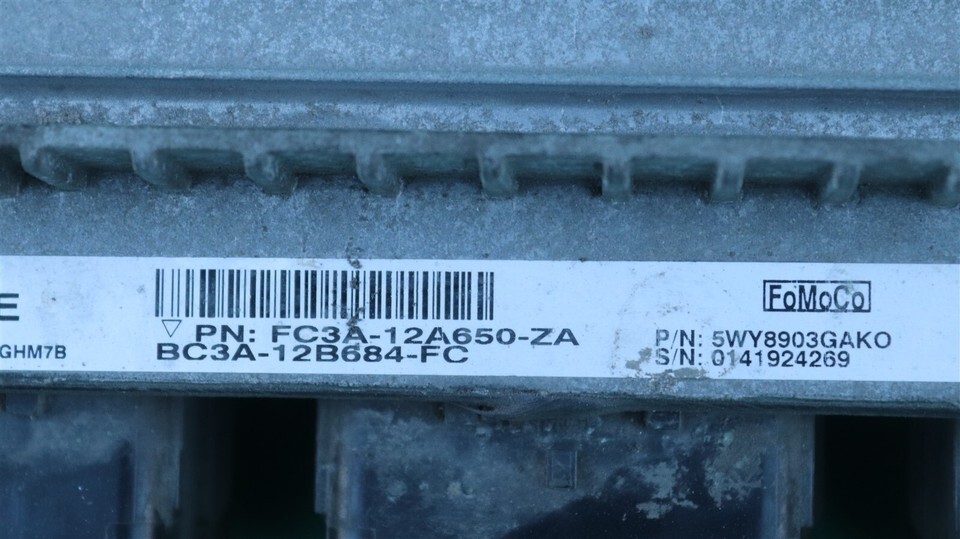 E
GHM7B
PN: FC3A-12A650-ZA
BC3A-12B684-FC
FoMoCo
P/N: 5WY8903GAKO
S/N: 0141924269